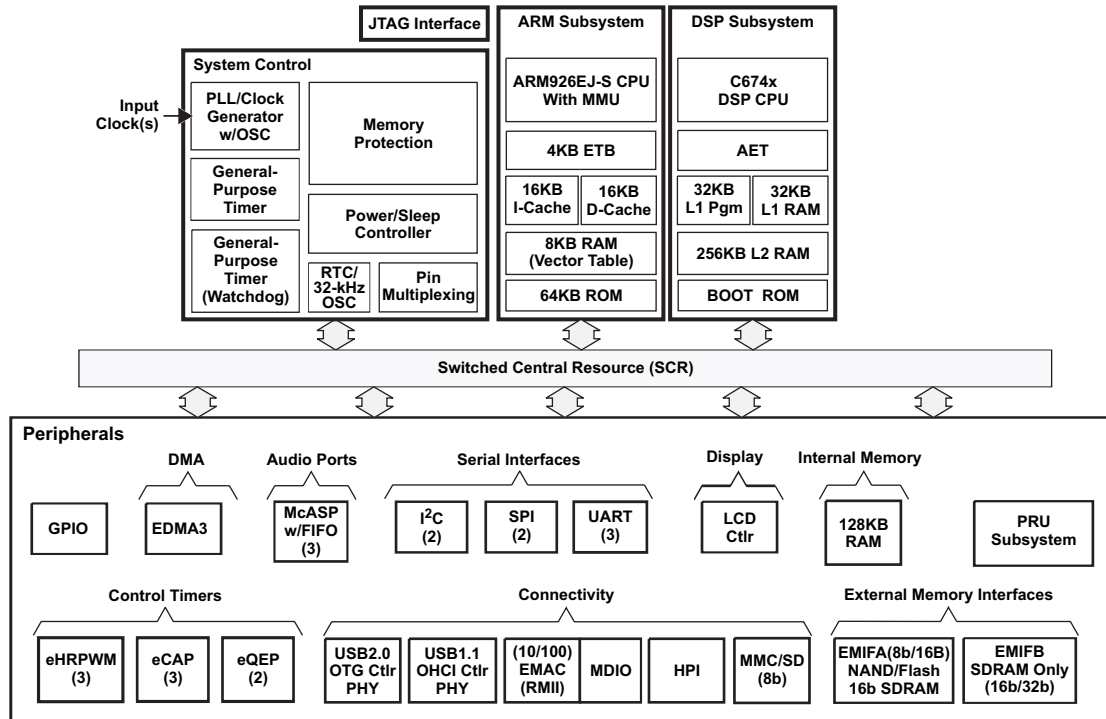 JTAG Interface
ARM Subsystem
DSP Subsystem
System Control
Input
Clock(s)
PLL/Clock
Generator
w/OSC
General-
Purpose
Timer
General-
Purpose
Timer
(Watchdog)
Memory
Protection
Power/Sleep
Controller
RTC/
32-kHz
OSC
Pin
Multiplexing
ARM926EJ-S CPU
With MMU
4KB ETB
16KB
I-Cache
16KB
D-Cache
8KB RAM
(Vector Table)
64KB ROM
C674x
DSP CPU
AET
32KB
L1 Pgm
32KB
L1 RAM
256KB L2 RAM
BOOT ROM
Switched Central Resource (SCR)
Peripherals
DMA
Audio Ports
Serial Interfaces
Display
Internal Memory
GPIO
EDMA3
McASP
w/FIFO
(3)
I²C
(2)
SPI
(2)
UART
(3)
LCD
Ctlr
128KB
RAM
PRU
Subsystem
Control Timers
Connectivity
External Memory Interfaces
eHRPWM
(3)
eCAP
(3)
eQEP
(2)
USB2.0
OTG Ctlr
PHY
USB1.1
OHCI Ctlr
PHY
(10/100)
EMAC
(RMII)
MDIO
HPI
MMC/SD
(8b)
EMIFA(8b/16B)
NAND/Flash
16b SDRAM
EMIFB
SDRAM Only
(16b/32b)